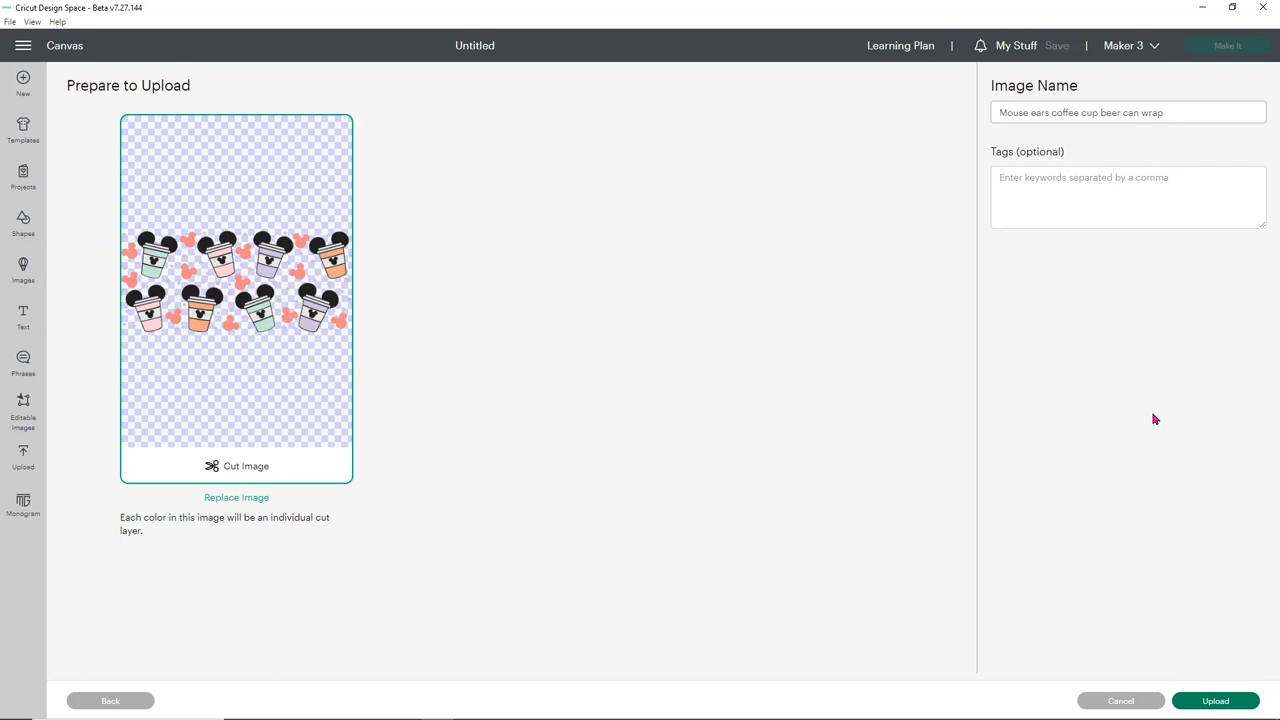 Cricut Design Space - Beta v7.27.144
File View Help
Canvas
Untitled
Learning Plan | My Stuff Save | Maker 3 Make It
New
Templates
Projects
Shapes
Images
Text
Phrases
Editable
Images
Upload
Monogram
Prepare to Upload
Cut Image
Replace Image
Each color in this image will be an individual cut
layer.
Image Name
Mouse ears coffee cup beer can wrap
Tags (optional)
Enter keywords separated by a comma
Back
Cancel
Upload